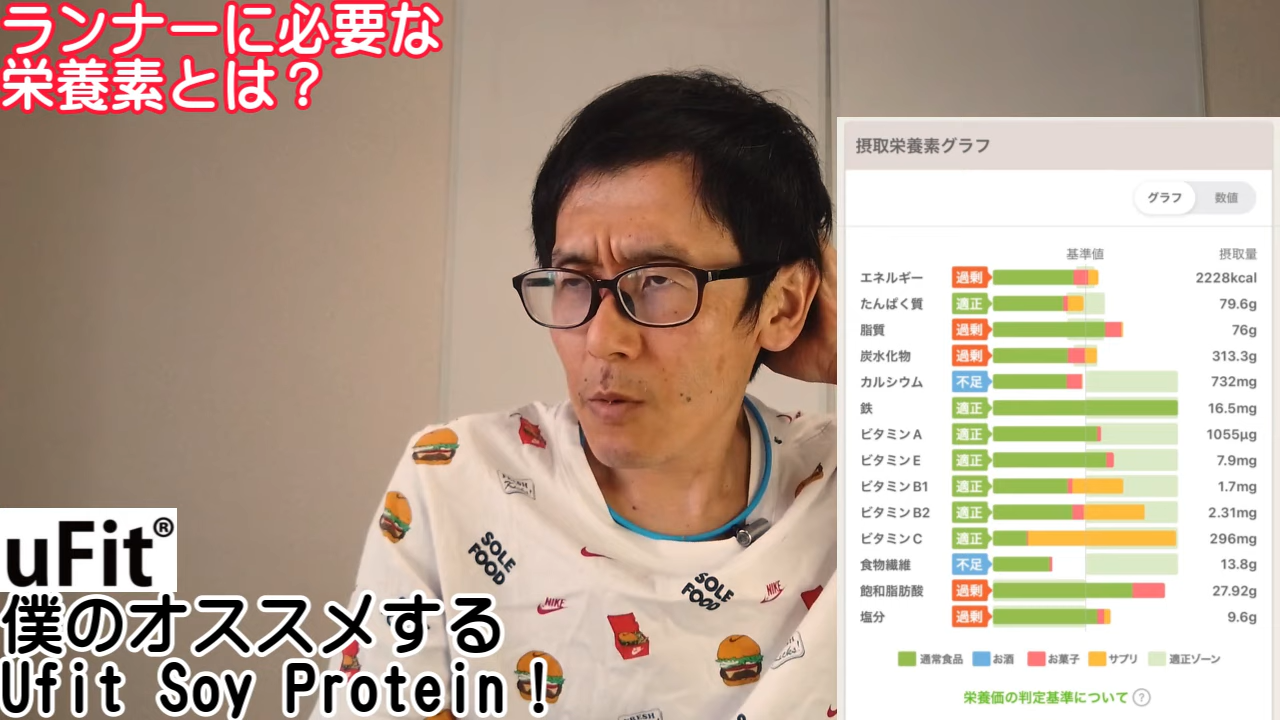 ランナーに必要な
栄養素とは？
摂取栄養素グラフ
グラフ 数値
基準値 摂取量
エネルギー 過剰 2228kcal
たんぱく質 適正 79.6g
脂質 過剰 76g
炭水化物 過剰 313.3g
カルシウム 不足 732mg
鉄 適正 16.5mg
ビタミンA 適正 1055μg
ビタミンE 適正 7.9mg
ビタミンB1 適正 1.7mg
ビタミンB2 適正 2.31mg
ビタミンC 適正 296mg
食物繊維 不足 13.8g
飽和脂肪酸 過剰 27.92g
塩分 過剰 9.6g
通常食品 お酒 お菓子 サプリ 適正ゾーン
栄養価の判定基準について ?
SOLE
FOOD
SOLE
FOOD
NIKE
NIKE
FRESH
uFit®
僕のオススメする
Ufit Soy Protein！